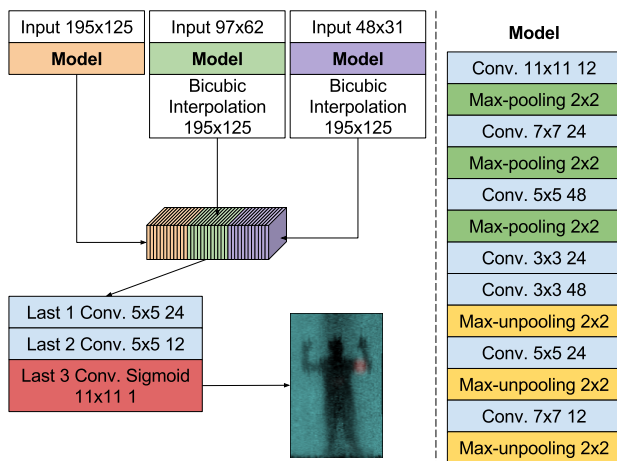 Input 195x125
Model
Input 97x62
Model
Bicubic
Interpolation
195x125
Input 48x31
Model
Bicubic
Interpolation
195x125
Last 1 Conv. 5x5 24
Last 2 Conv. 5x5 12
Last 3 Conv. Sigmoid
11x11 1
Model
Conv. 11x11 12
Max-pooling 2x2
Conv. 7x7 24
Max-pooling 2x2
Conv. 5x5 48
Max-pooling 2x2
Conv. 3x3 24
Conv. 3x3 48
Max-unpooling 2x2
Conv. 5x5 24
Max-unpooling 2x2
Conv. 7x7 12
Max-unpooling 2x2